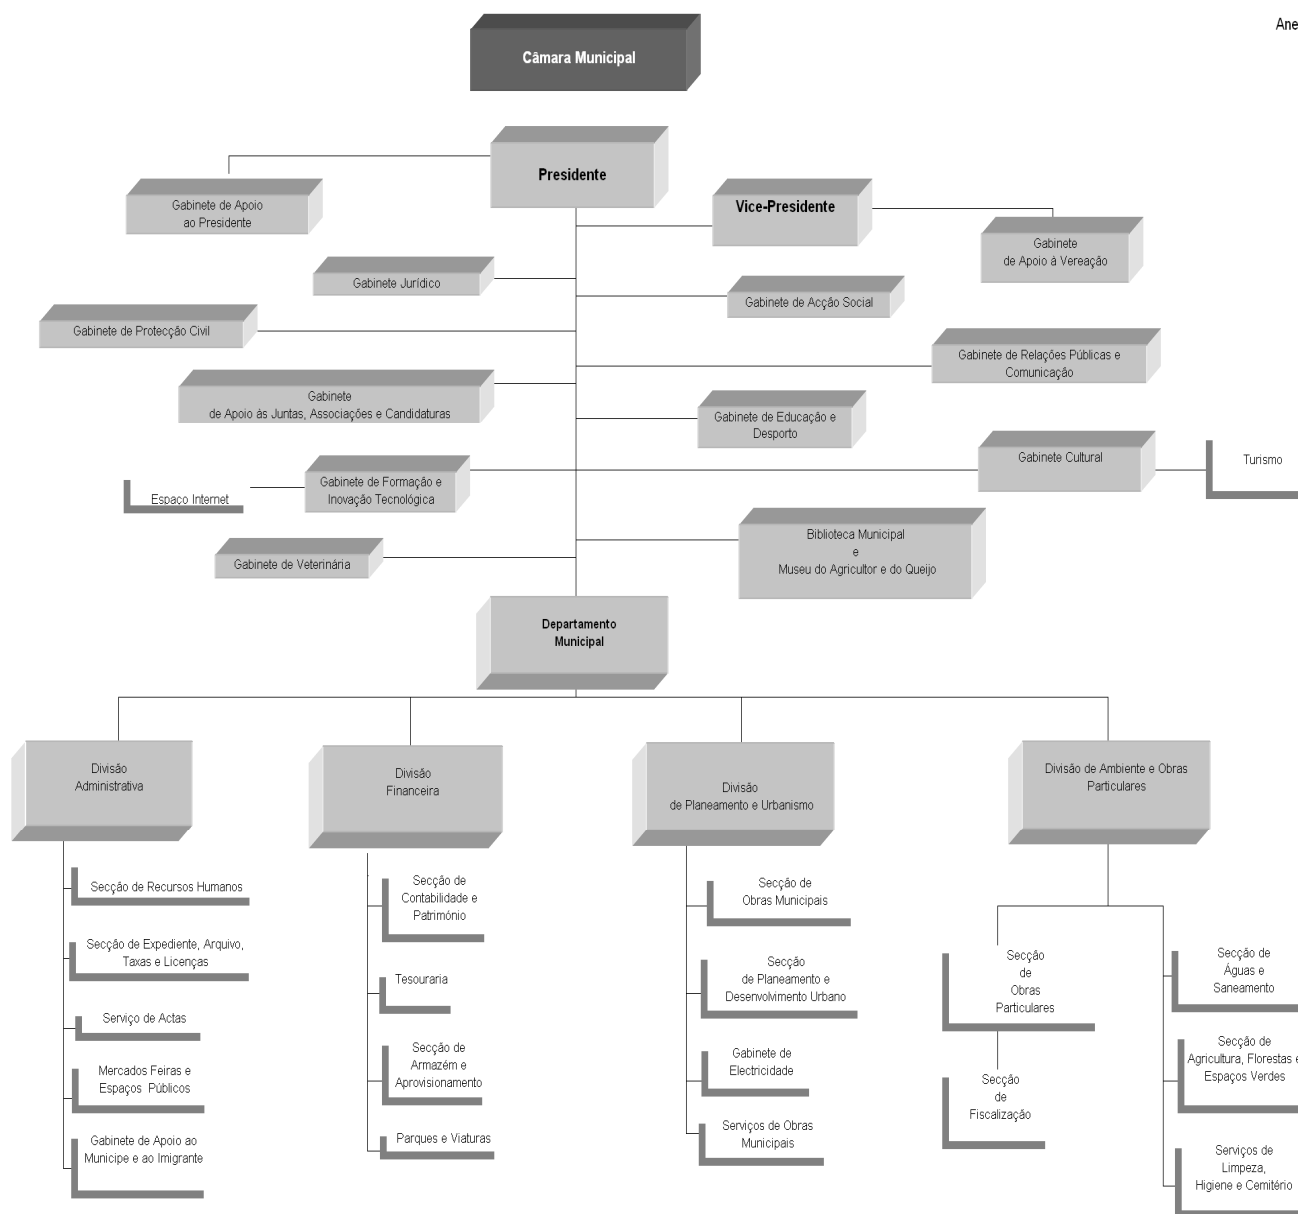 Ane
Câmara Municipal
Presidente
Gabinete de Apoio
ao Presidente
Vice-Presidente
Gabinete
de Apoio à Vereação
Gabinete Jurídico
Gabinete de Acção Social
Gabinete de Protecção Civil
Gabinete de Relações Públicas e
Comunicação
Gabinete
de Apoio às Juntas, Associações e Candidaturas
Gabinete de Educação e
Desporto
Gabinete Cultural
Turismo
Gabinete de Formação e
Inovação Tecnológica
Espaço Internet
Biblioteca Municipal
e
Museu do Agricultor e do Queijo
Gabinete de Veterinária
Departamento
Municipal
Divisão
Administrativa
Divisão
Financeira
Divisão
de Planeamento e Urbanismo
Divisão de Ambiente e Obras
Particulares
Secção de Recursos Humanos
Secção de Expediente, Arquivo,
Taxas e Licenças
Serviço de Actas
Mercados Feiras e
Espaços Públicos
Gabinete de Apoio ao
Municipe e ao Imigrante
Secção de
Contabilidade e
Património
Tesouraria
Secção de
Armazém e
Aprovisionamento
Parques e Viaturas
Secção de
Obras Municipais
Secção
de Planeamento e
Desenvolvimento Urbano
Gabinete de
Electricidade
Serviços de Obras
Municipais
Secção
de
Obras
Particulares
Secção
de
Fiscalização
Secção de
Águas e
Saneamento
Secção de
Agricultura, Florestas e
Espaços Verdes
Serviços de
Limpeza,
Higiene e Cemitério